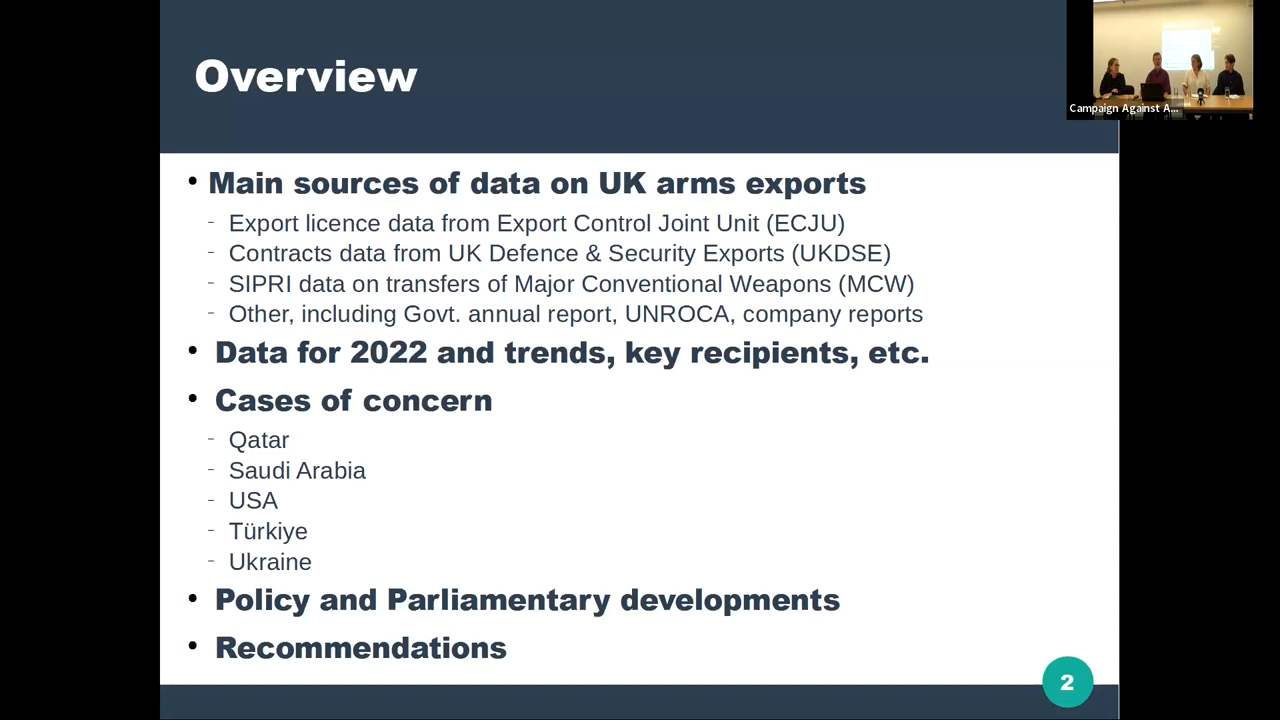 Overview
Campaign Against A...
• Main sources of data on UK arms exports
- Export licence data from Export Control Joint Unit (ECJU)
- Contracts data from UK Defence & Security Exports (UKDSE)
- SIPRI data on transfers of Major Conventional Weapons (MCW)
- Other, including Govt. annual report, UNROCA, company reports
• Data for 2022 and trends, key recipients, etc.
• Cases of concern
- Qatar
- Saudi Arabia
- USA
- Türkiye
- Ukraine
• Policy and Parliamentary developments
• Recommendations
2